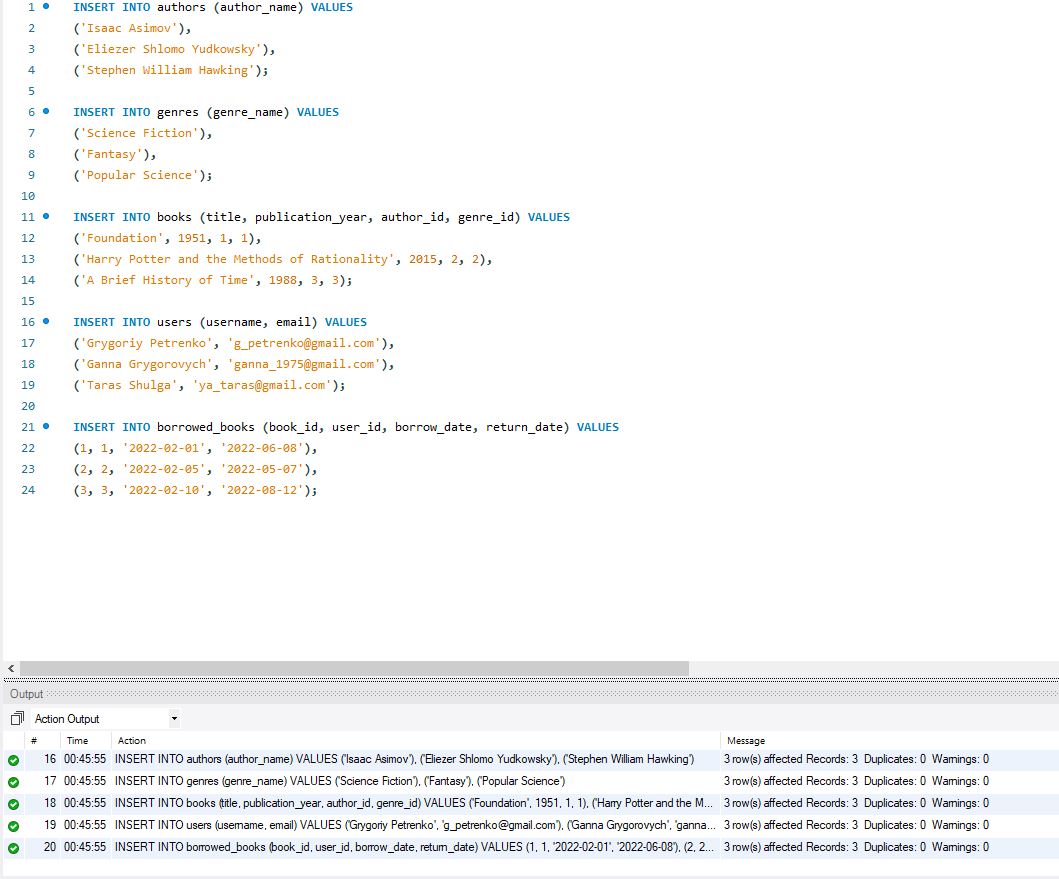 1 INSERT INTO authors (author_name) VALUES
2 ('Isaac Asimov'),
3 ('Eliezer Shlomo Yudkowsky'),
4 ('Stephen William Hawking');
5
6 INSERT INTO genres (genre_name) VALUES
7 ('Science Fiction'),
8 ('Fantasy'),
9 ('Popular Science');
10
11 INSERT INTO books (title, publication_year, author_id, genre_id) VALUES
12 ('Foundation', 1951, 1, 1),
13 ('Harry Potter and the Methods of Rationality', 2015, 2, 2),
14 ('A Brief History of Time', 1988, 3, 3);
15
16 INSERT INTO users (username, email) VALUES
17 ('Grygoriy Petrenko', 'g_petrenko@gmail.com'),
18 ('Ganna Grygorovych', 'ganna_1975@gmail.com'),
19 ('Taras Shulga', 'ya_taras@gmail.com');
20
21 INSERT INTO borrowed_books (book_id, user_id, borrow_date, return_date) VALUES
22 (1, 1, '2022-02-01', '2022-06-08'),
23 (2, 2, '2022-02-05', '2022-05-07'),
24 (3, 3, '2022-02-10', '2022-08-12');
Output
Action Output
# Time Action Message
16 00:45:55 INSERT INTO authors (author_name) VALUES ('Isaac Asimov'), ('Eliezer Shlomo Yudkowsky'), ('Stephen William Hawking') 3 row(s) affected Records: 3 Duplicates: 0 Warnings: 0
17 00:45:55 INSERT INTO genres (genre_name) VALUES ('Science Fiction'), ('Fantasy'), ('Popular Science') 3 row(s) affected Records: 3 Duplicates: 0 Warnings: 0
18 00:45:55 INSERT INTO books (title, publication_year, author_id, genre_id) VALUES ('Foundation', 1951, 1, 1), ('Harry Potter and the M... 3 row(s) affected Records: 3 Duplicates: 0 Warnings: 0
19 00:45:55 INSERT INTO users (username, email) VALUES ('Grygoriy Petrenko', 'g_petrenko@gmail.com'), ('Ganna Grygorovych', 'ganna... 3 row(s) affected Records: 3 Duplicates: 0 Warnings: 0
20 00:45:55 INSERT INTO borrowed_books (book_id, user_id, borrow_date, return_date) VALUES (1, 1, '2022-02-01', '2022-06-08'), (2, 2... 3 row(s) affected Records: 3 Duplicates: 0 Warnings: 0